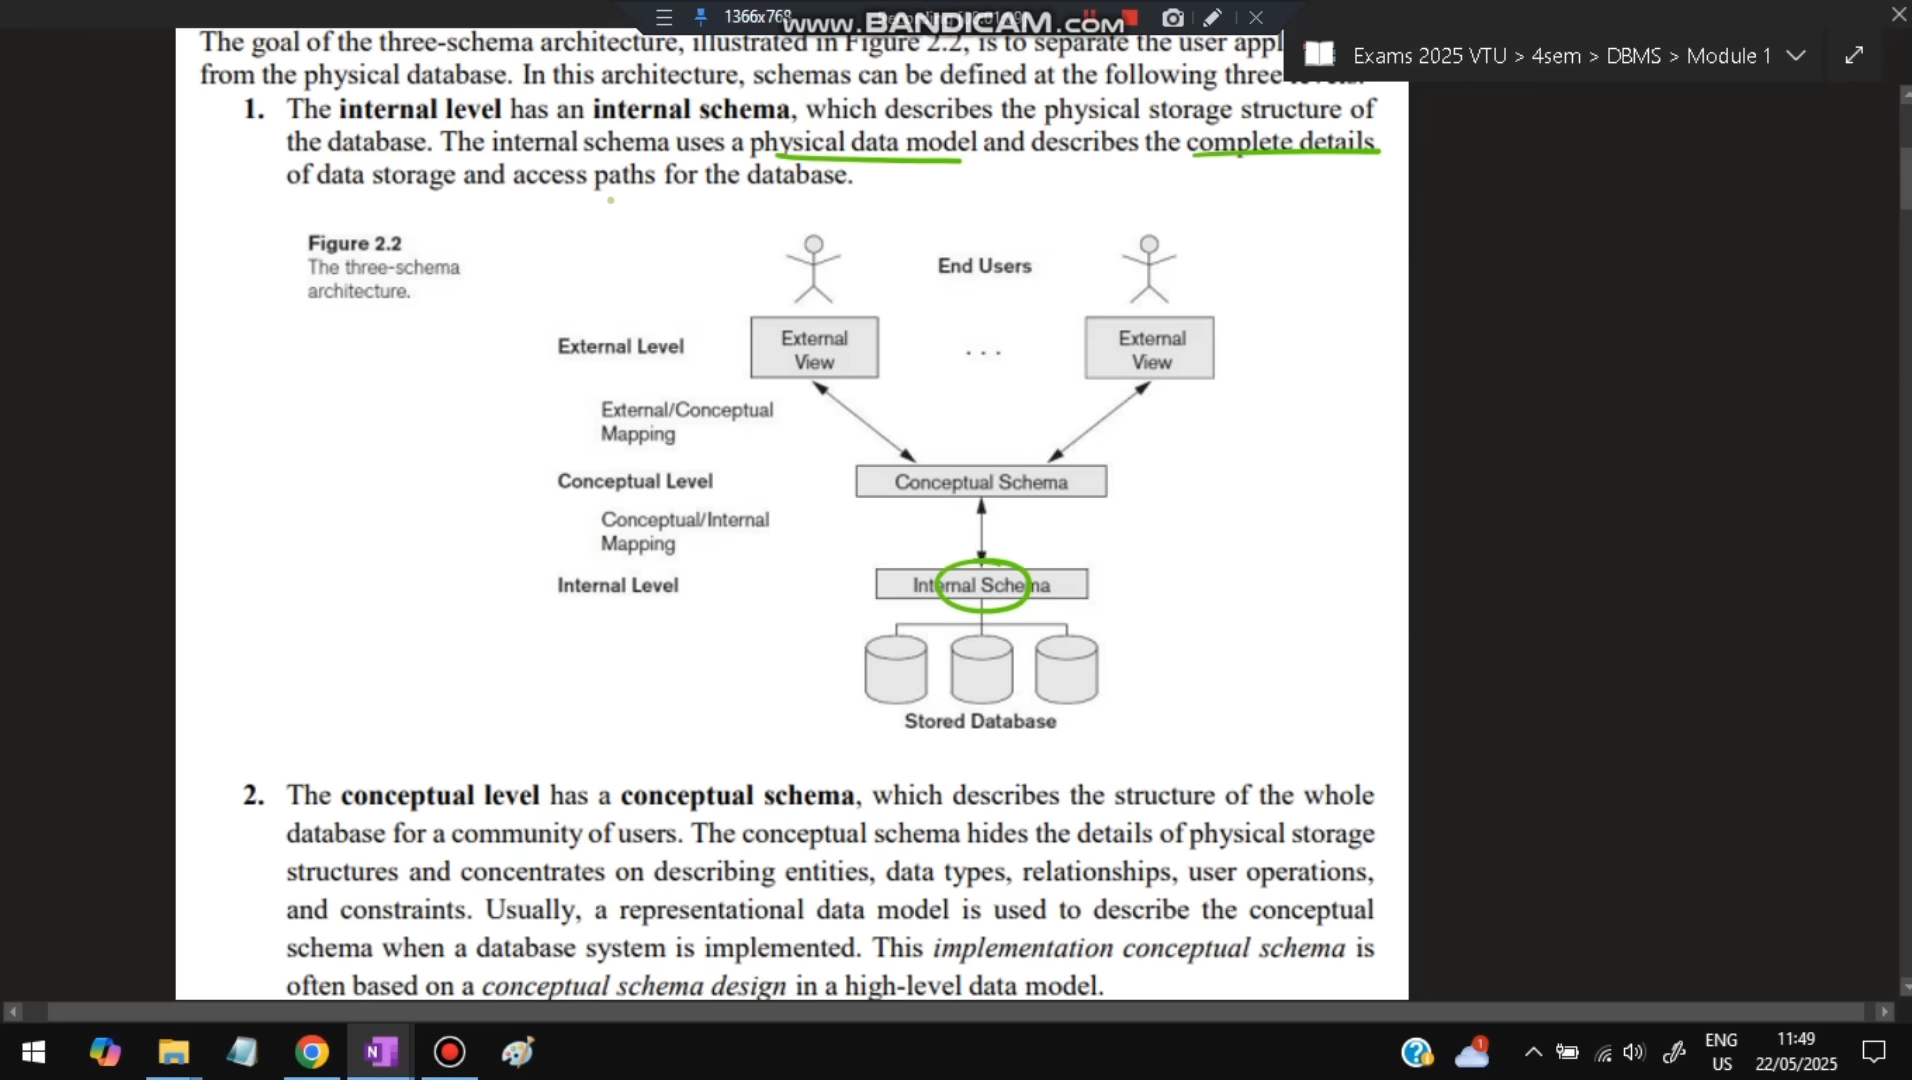 1366x768
www.BANDICAM.com
Exams 2025 VTU > 4sem > DBMS > Module 1
The goal of the three-schema architecture, illustrated in Figure 2.2, is to separate the user appl
from the physical database. In this architecture, schemas can be defined at the following three levels:
1. The internal level has an internal schema, which describes the physical storage structure of
the database. The internal schema uses a physical data model and describes the complete details
of data storage and access paths for the database.
Figure 2.2
The three-schema
architecture.
End Users
External Level
External
View
. . .
External
View
External/Conceptual
Mapping
Conceptual Level
Conceptual Schema
Conceptual/Internal
Mapping
Internal Level
Internal Schema
Stored Database
2. The conceptual level has a conceptual schema, which describes the structure of the whole
database for a community of users. The conceptual schema hides the details of physical storage
structures and concentrates on describing entities, data types, relationships, user operations,
and constraints. Usually, a representational data model is used to describe the conceptual
schema when a database system is implemented. This implementation conceptual schema is
often based on a conceptual schema design in a high-level data model.
N
1
ENG
US
11:49
22/05/2025